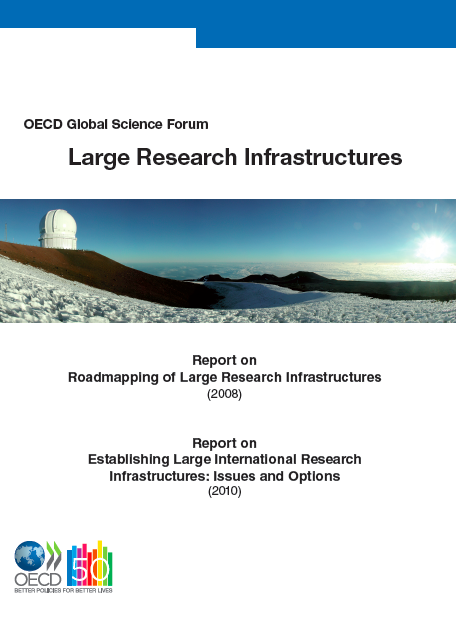 OECD Global Science Forum
Large Research Infrastructures
Report on
Roadmapping of Large Research Infrastructures
(2008)
Report on
Establishing Large International Research
Infrastructures: Issues and Options
(2010)
OECD 50
BETTER POLICIES FOR BETTER LIVES